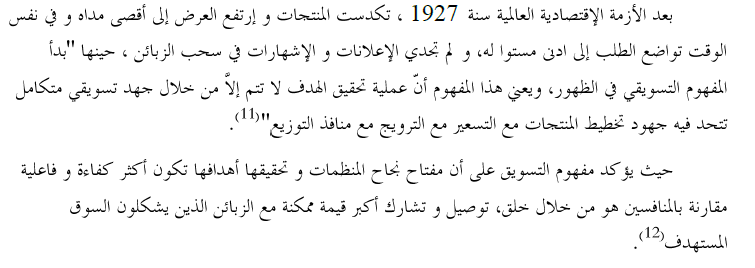 بعد الأزمة الإقتصادية العالمية سنة 1927 ، تكدست المنتجات و إرتفع العرض إلى أقصى مداه و في نفس
الوقت تواضع الطلب إلى ادنى مستوا له، و لم تجدي الإعلانات و الإشهارات في سحب الزبائن ، حينها "بدأ
المفهوم التسويقي في الظهور، ويعني هذا المفهوم أنّ عملية تحقيق الهدف لا تتم إلاَّ من خلال جهد تسويقي متكامل
تتحد فيه جهود تخطيط المنتجات مع التسعير مع الترويج مع منافذ التوزيع"(11).
حيث يؤكد مفهوم التسويق على أن مفتاح نجاح المنظمات و تحقيقها أهدافها تكون أكثر كفاءة و فاعلية
مقارنة بالمنافسين هو من خلال خلق، توصيل و تشارك أكبر قيمة ممكنة مع الزبائن الذين يشكلون السوق
المستهدف(12).